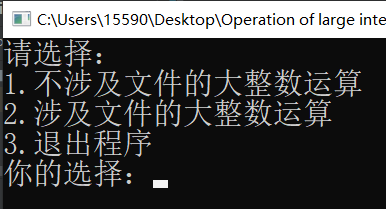 C:\Users\15590\Desktop\Operation of large inte
请选择：
1.不涉及文件的大整数运算
2.涉及文件的大整数运算
3.退出程序
你的选择：